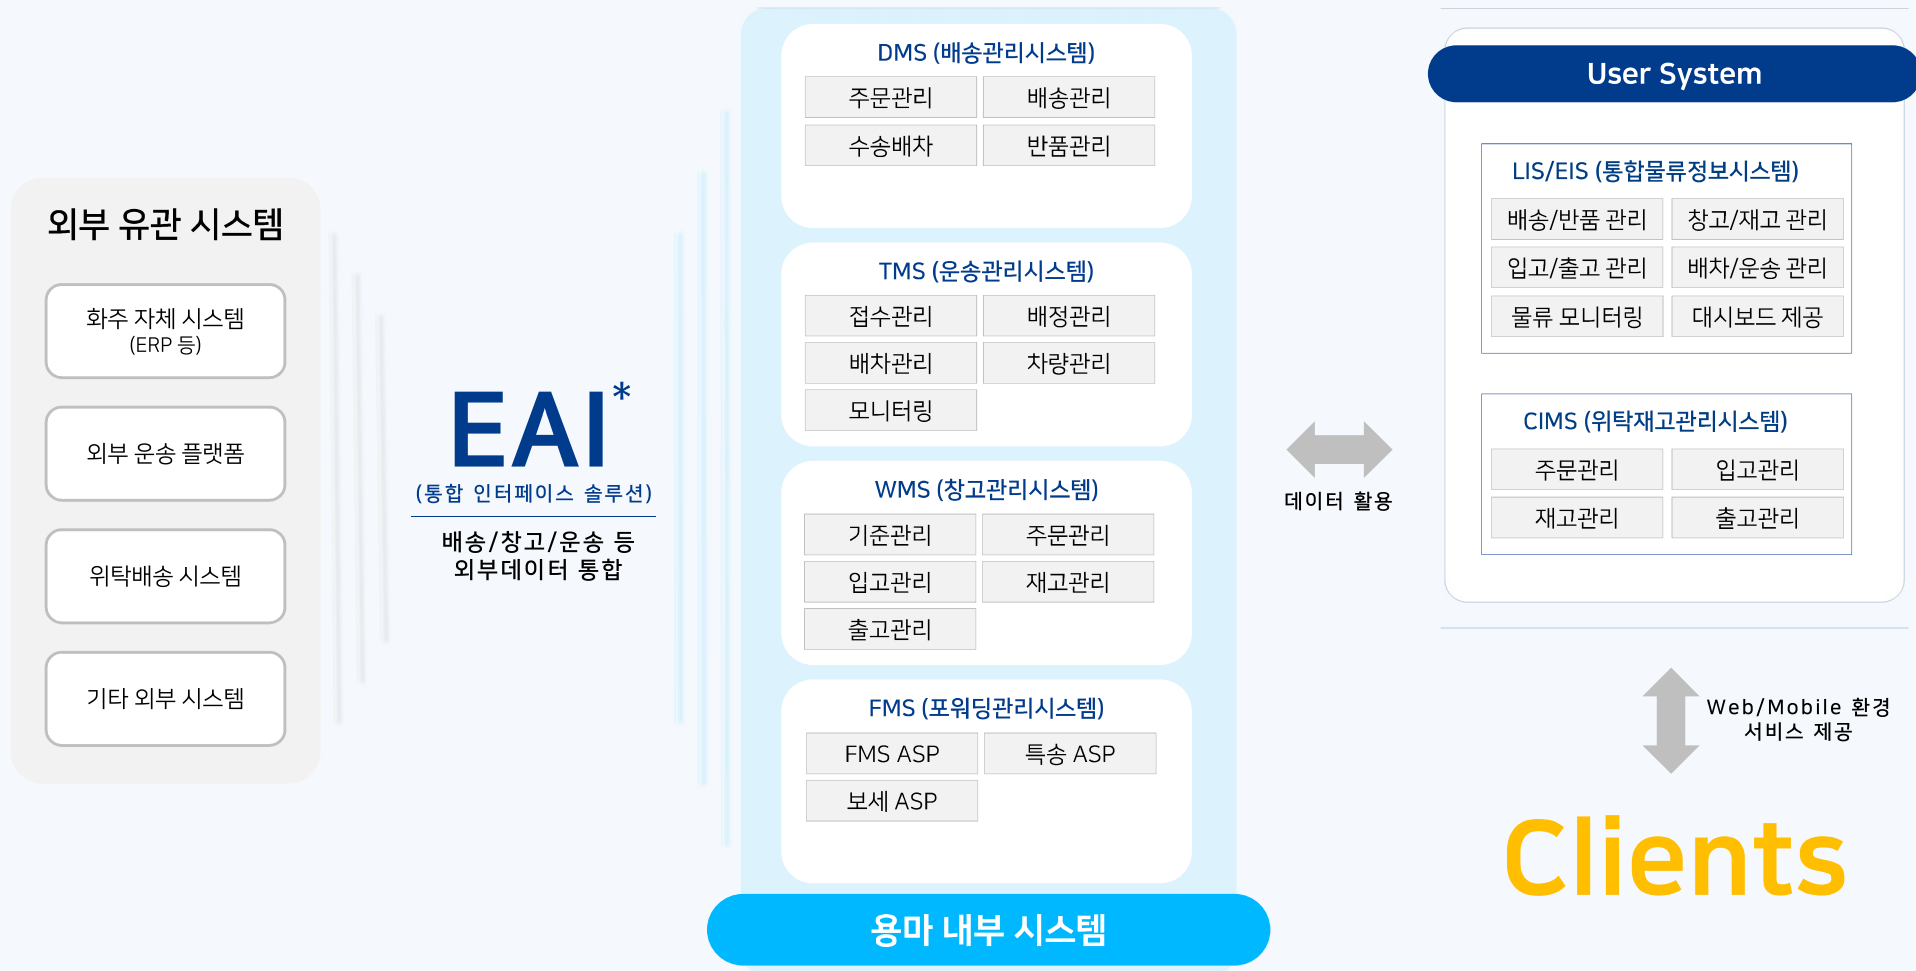 외부 유관 시스템
화주 자체 시스템
(ERP 등)
외부 운송 플랫폼
위탁배송 시스템
기타 외부 시스템
EAI*
(통합 인터페이스 솔루션)
배송/창고/운송 등
외부데이터 통합
DMS (배송관리시스템)
주문관리 배송관리
수송배차 반품관리
TMS (운송관리시스템)
접수관리 배정관리
배차관리 차량관리
모니터링
WMS (창고관리시스템)
기준관리 주문관리
입고관리 재고관리
출고관리
FMS (포워딩관리시스템)
FMS ASP 특송 ASP
보세 ASP
용마 내부 시스템
데이터 활용
User System
LIS/EIS (통합물류정보시스템)
배송/반품 관리 창고/재고 관리
입고/출고 관리 배차/운송 관리
물류 모니터링 대시보드 제공
CIMS (위탁재고관리시스템)
주문관리 입고관리
재고관리 출고관리
Web/Mobile 환경
서비스 제공
Clients